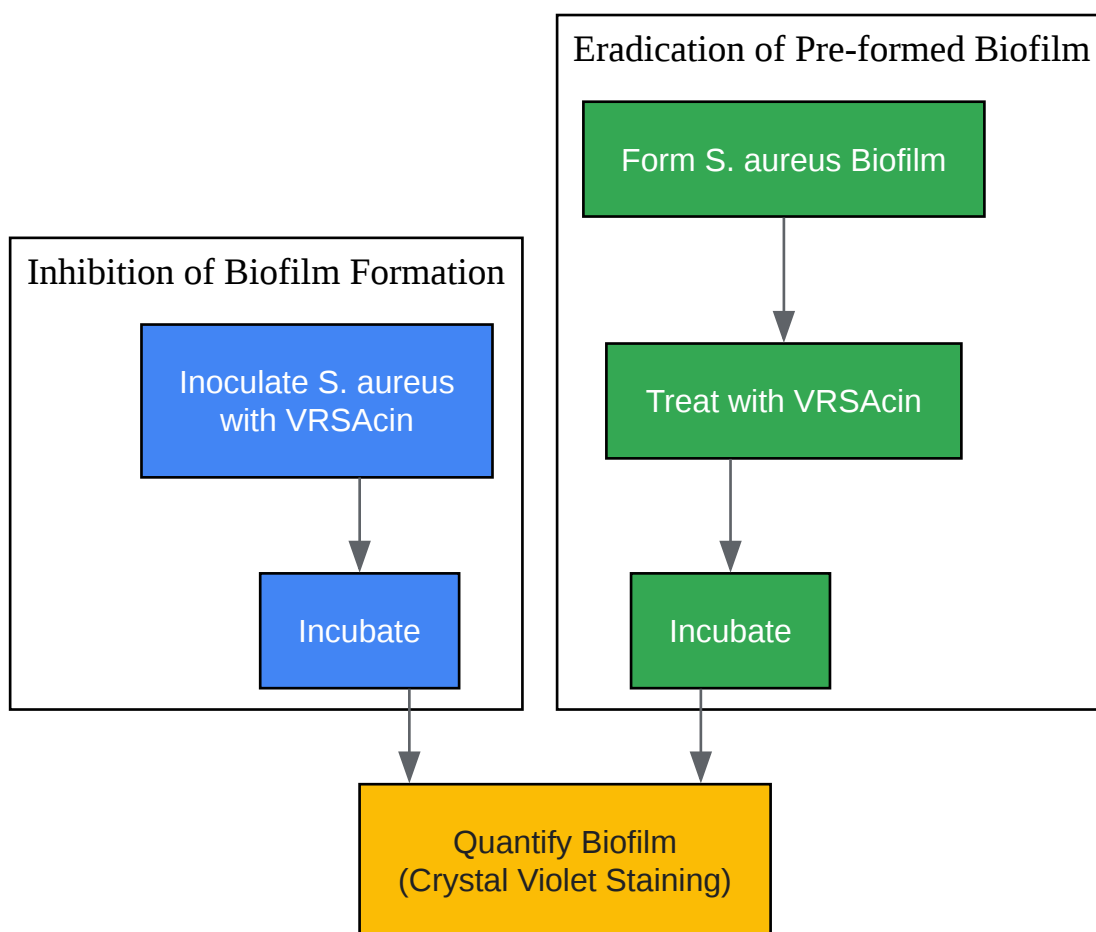 Eradication of Pre-formed Biofilm
Form S. aureus Biofilm
Treat with VRSAcin
Incubate
Inhibition of Biofilm Formation
Inoculate S. aureus
with VRSAcin
Incubate
Quantify Biofilm
(Crystal Violet Staining)